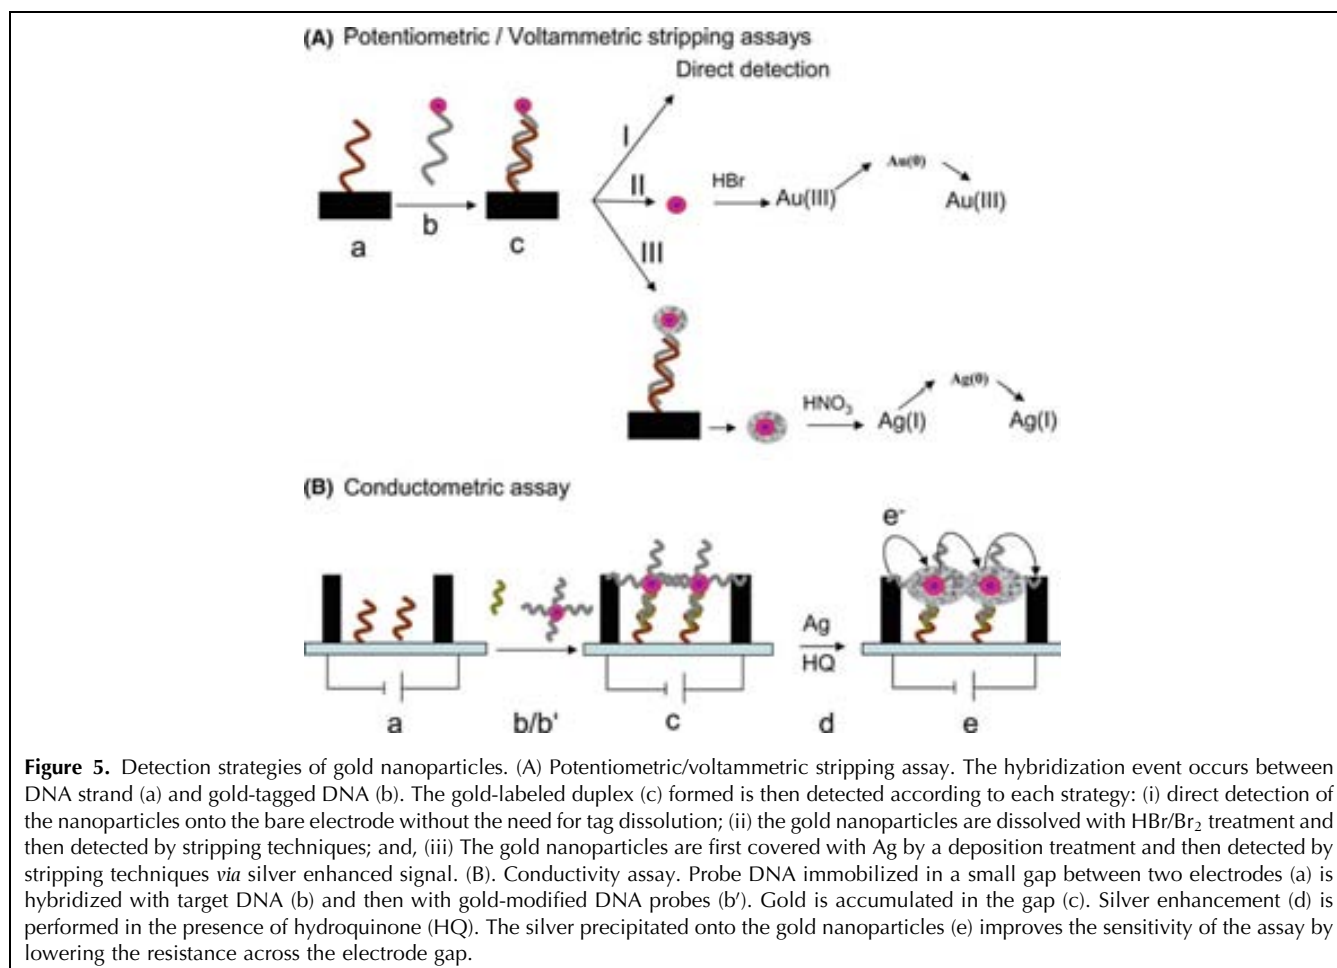 (A) Potentiometric / Voltammetric stripping assays
Direct detection
I
II
III
HBr
Au(III)
Au(0)
Au(III)
a
b
c
HNO₃
Ag(I)
Ag(0)
Ag(I)
(B) Conductometric assay
e⁻
Ag
HQ
a
b/b'
c
d
e
Figure 5. Detection strategies of gold nanoparticles. (A) Potentiometric/voltammetric stripping assay. The hybridization event occurs between
DNA strand (a) and gold-tagged DNA (b). The gold-labeled duplex (c) formed is then detected according to each strategy: (i) direct detection of
the nanoparticles onto the bare electrode without the need for tag dissolution; (ii) the gold nanoparticles are dissolved with HBr/Br₂ treatment and
then detected by stripping techniques; and, (iii) The gold nanoparticles are first covered with Ag by a deposition treatment and then detected by
stripping techniques via silver enhanced signal. (B). Conductivity assay. Probe DNA immobilized in a small gap between two electrodes (a) is
hybridized with target DNA (b) and then with gold-modified DNA probes (b′). Gold is accumulated in the gap (c). Silver enhancement (d) is
performed in the presence of hydroquinone (HQ). The silver precipitated onto the gold nanoparticles (e) improves the sensitivity of the assay by
lowering the resistance across the electrode gap.